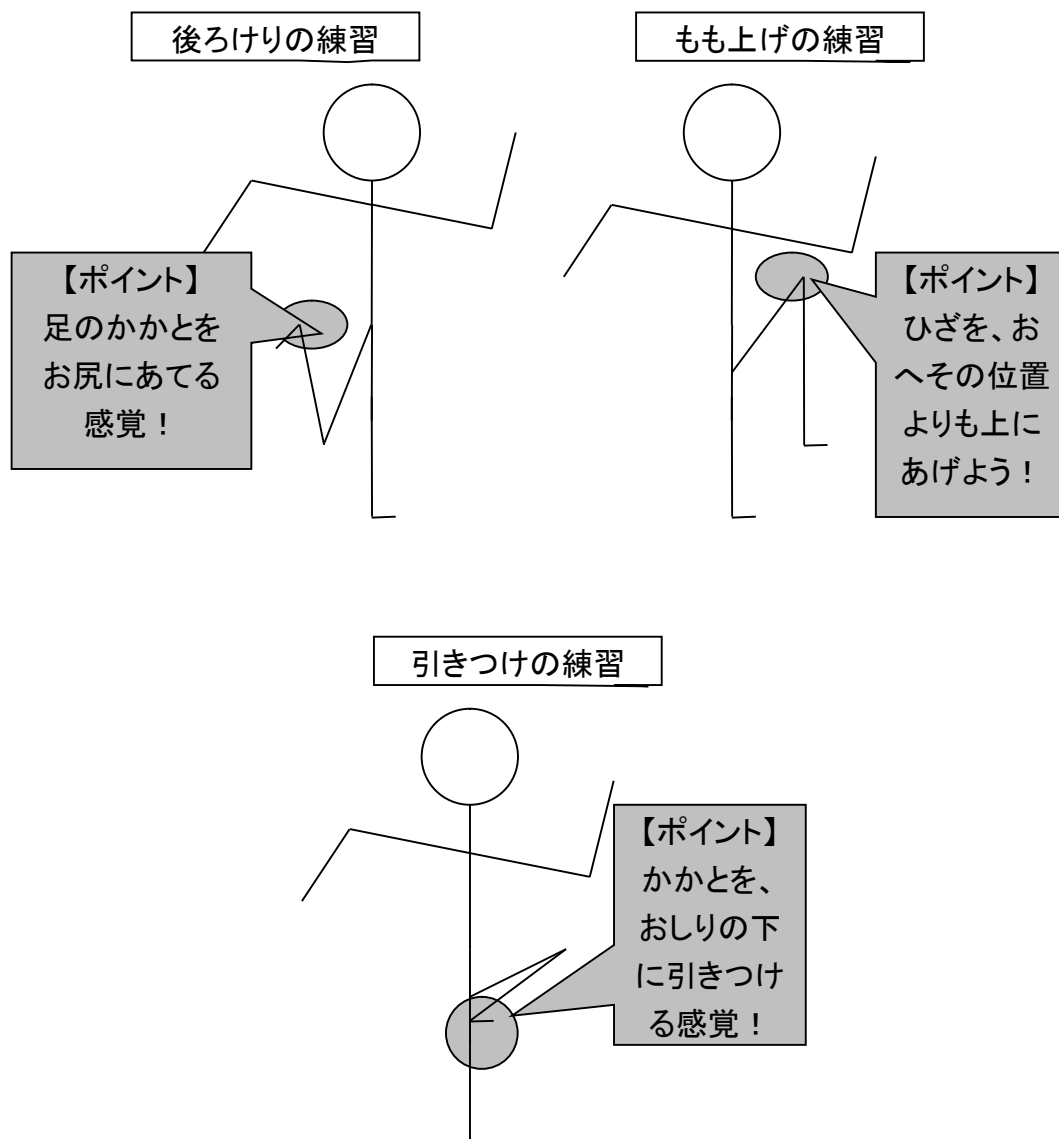 後ろけりの練習
もも上げの練習
【ポイント】
足のかかとを
お尻にあてる
感覚！
【ポイント】
ひざを、お
へその位置
よりも上に
あげよう！
引きつけの練習
【ポイント】
かかとを、
おしりの下
に引きつけ
る感覚！